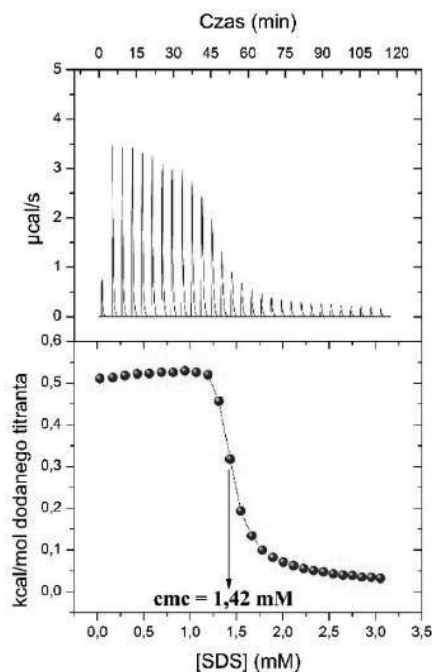 Czas (min)
0 15 30 45 60 75 90 105 120
µcal/s
5
4
3
2
1
0
kcal/mol dodanego titranta
0,6
0,5
0,4
0,3
0,2
0,1
0,0
cmc = 1,42 mM
0,0 0,5 1,0 1,5 2,0 2,5 3,0 3,5
[SDS] (mM)